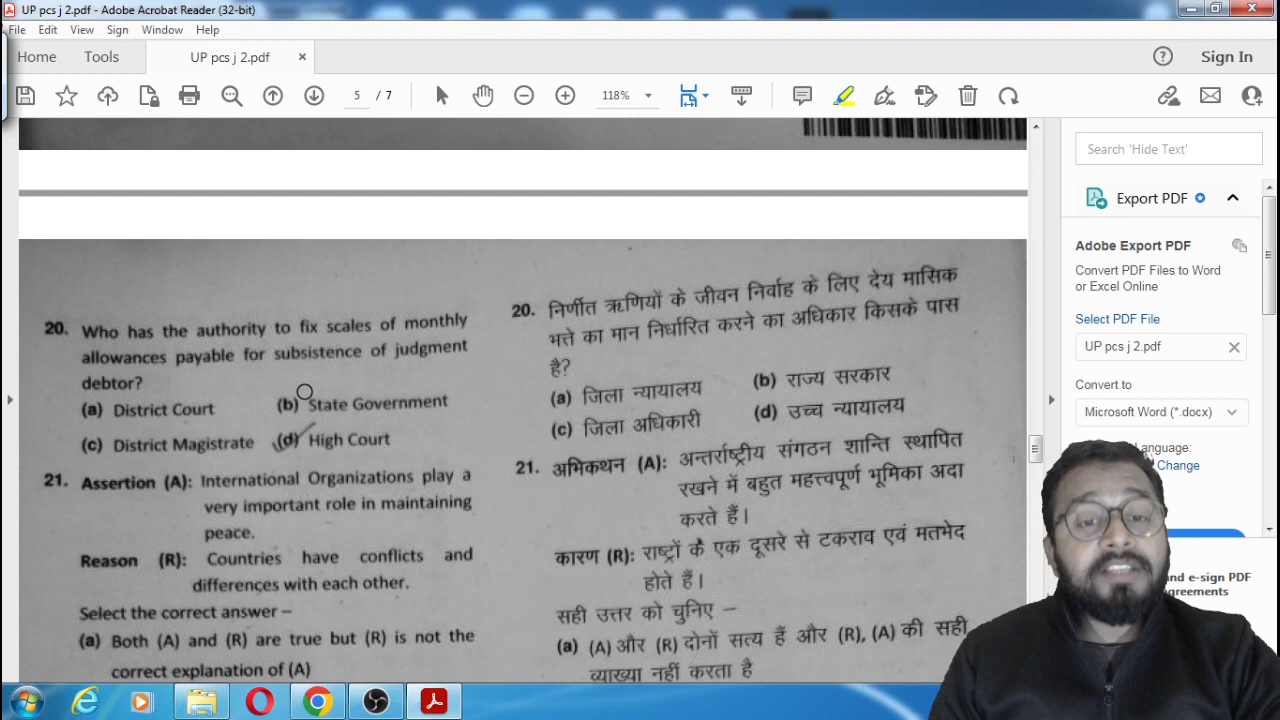 UP pcs j 2.pdf - Adobe Acrobat Reader (32-bit)
File Edit View Sign Window Help
Home Tools UP pcs j 2.pdf Sign In
5 / 7 118%
Search 'Hide Text'
Export PDF
Adobe Export PDF
Convert PDF Files to Word
or Excel Online
Select PDF File
UP pcs j 2.pdf
Convert to
Microsoft Word (*.docx)
Language:
Change
and e-sign PDF
agreements
20. Who has the authority to fix scales of monthly
allowances payable for subsistence of judgment
debtor?
(a) District Court (b) State Government
(c) District Magistrate (d) High Court
21. Assertion (A): International Organizations play a
very important role in maintaining
peace.
Reason (R): Countries have conflicts and
differences with each other.
Select the correct answer –
(a) Both (A) and (R) are true but (R) is not the
correct explanation of (A)
20. निर्णीत ऋणियों के जीवन निर्वाह के लिए देय मासिक
भत्ते का मान निर्धारित करने का अधिकार किसके पास
है?
(a) जिला न्यायालय (b) राज्य सरकार
(c) जिला अधिकारी (d) उच्च न्यायालय
21. अभिकथन (A): अन्तर्राष्ट्रीय संगठन शान्ति स्थापित
रखने में बहुत महत्त्वपूर्ण भूमिका अदा
करते हैं।
कारण (R): राष्ट्रों के एक दूसरे से टकराव एवं मतभेद
होते हैं।
सही उत्तर को चुनिए –
(a) (A) और (R) दोनों सत्य हैं और (R), (A) की सही
व्याख्या नहीं करता है